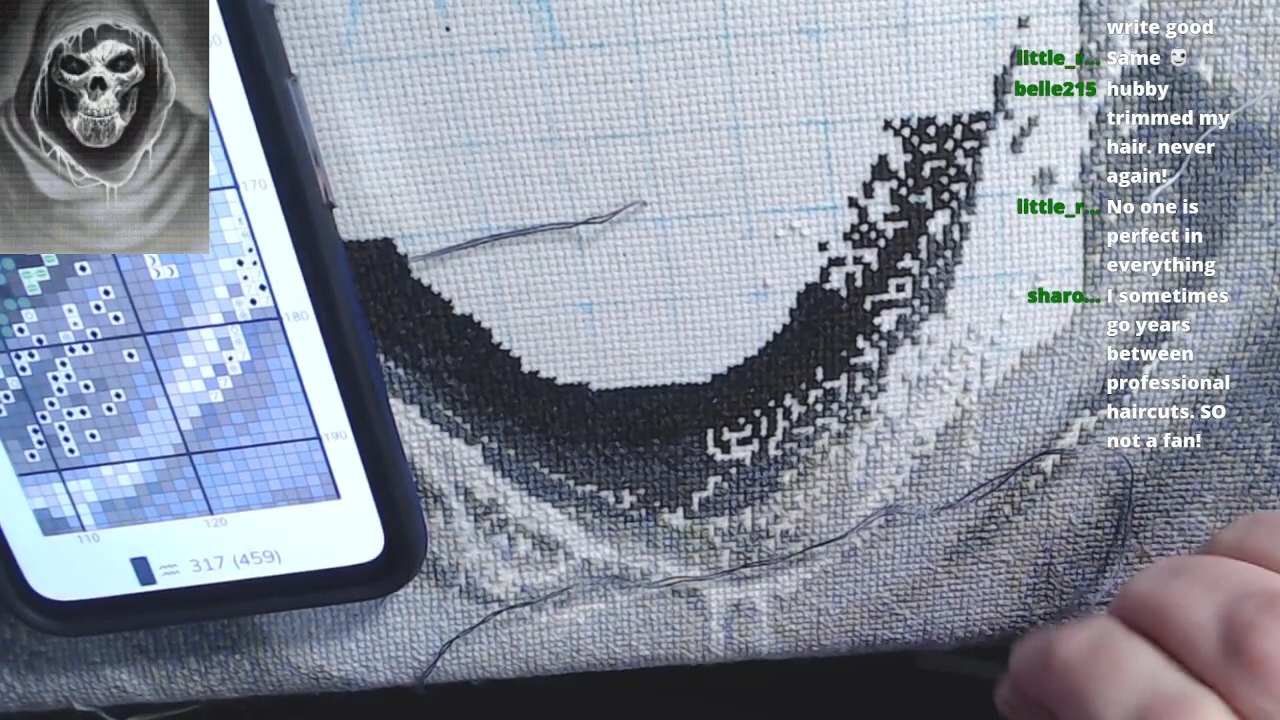 write good
little_r... Same
belle215 hubby
trimmed my
hair. never
again!
little_r... No one is
perfect in
everything
sharo... I sometimes
go years
between
professional
haircuts. SO
not a fan!
170
180
190
110
120
317 (459)